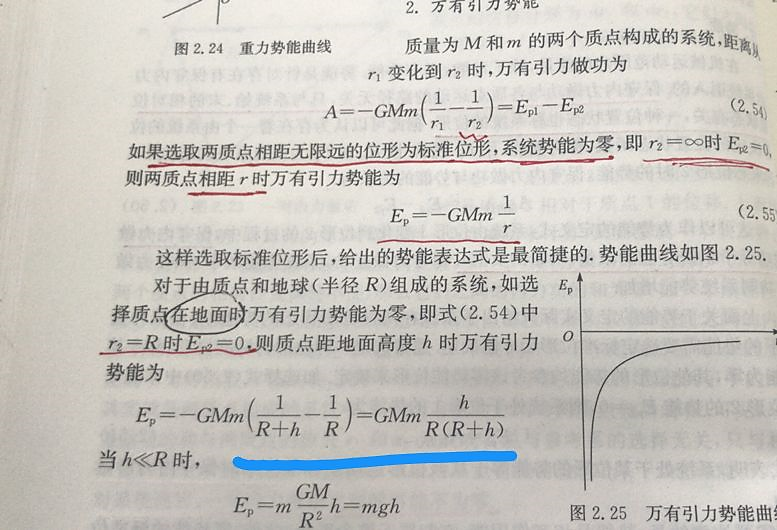 2. 万有引力势能
图 2.24 重力势能曲线
质量为 M 和 m 的两个质点构成的系统,距离从
r₁ 变化到 r₂ 时,万有引力做功为
A=-GMm(1/r₁-1/r₂)=Eₚ₁-Eₚ₂ (2.54)
如果选取两质点相距无限远的位形为标准位形,系统势能为零,即 r₂=∞时 Eₚ₂=0,
则两质点相距 r 时万有引力势能为
Eₚ=-GMm 1/r (2.55
这样选取标准位形后,给出的势能表达式是最简捷的.势能曲线如图 2.25.
对于由质点和地球(半径 R)组成的系统,如选
择质点在地面时万有引力势能为零,即式(2.54)中
r₂=R 时 Eₚ₂=0,则质点距地面高度 h 时万有引力
势能为
Eₚ=-GMm(1/(R+h)-1/R)=GMm h/(R(R+h))
当 h≪R 时,
Eₚ=m GM/R² h=mgh
Eₚ
O
图 2.25 万有引力势能曲